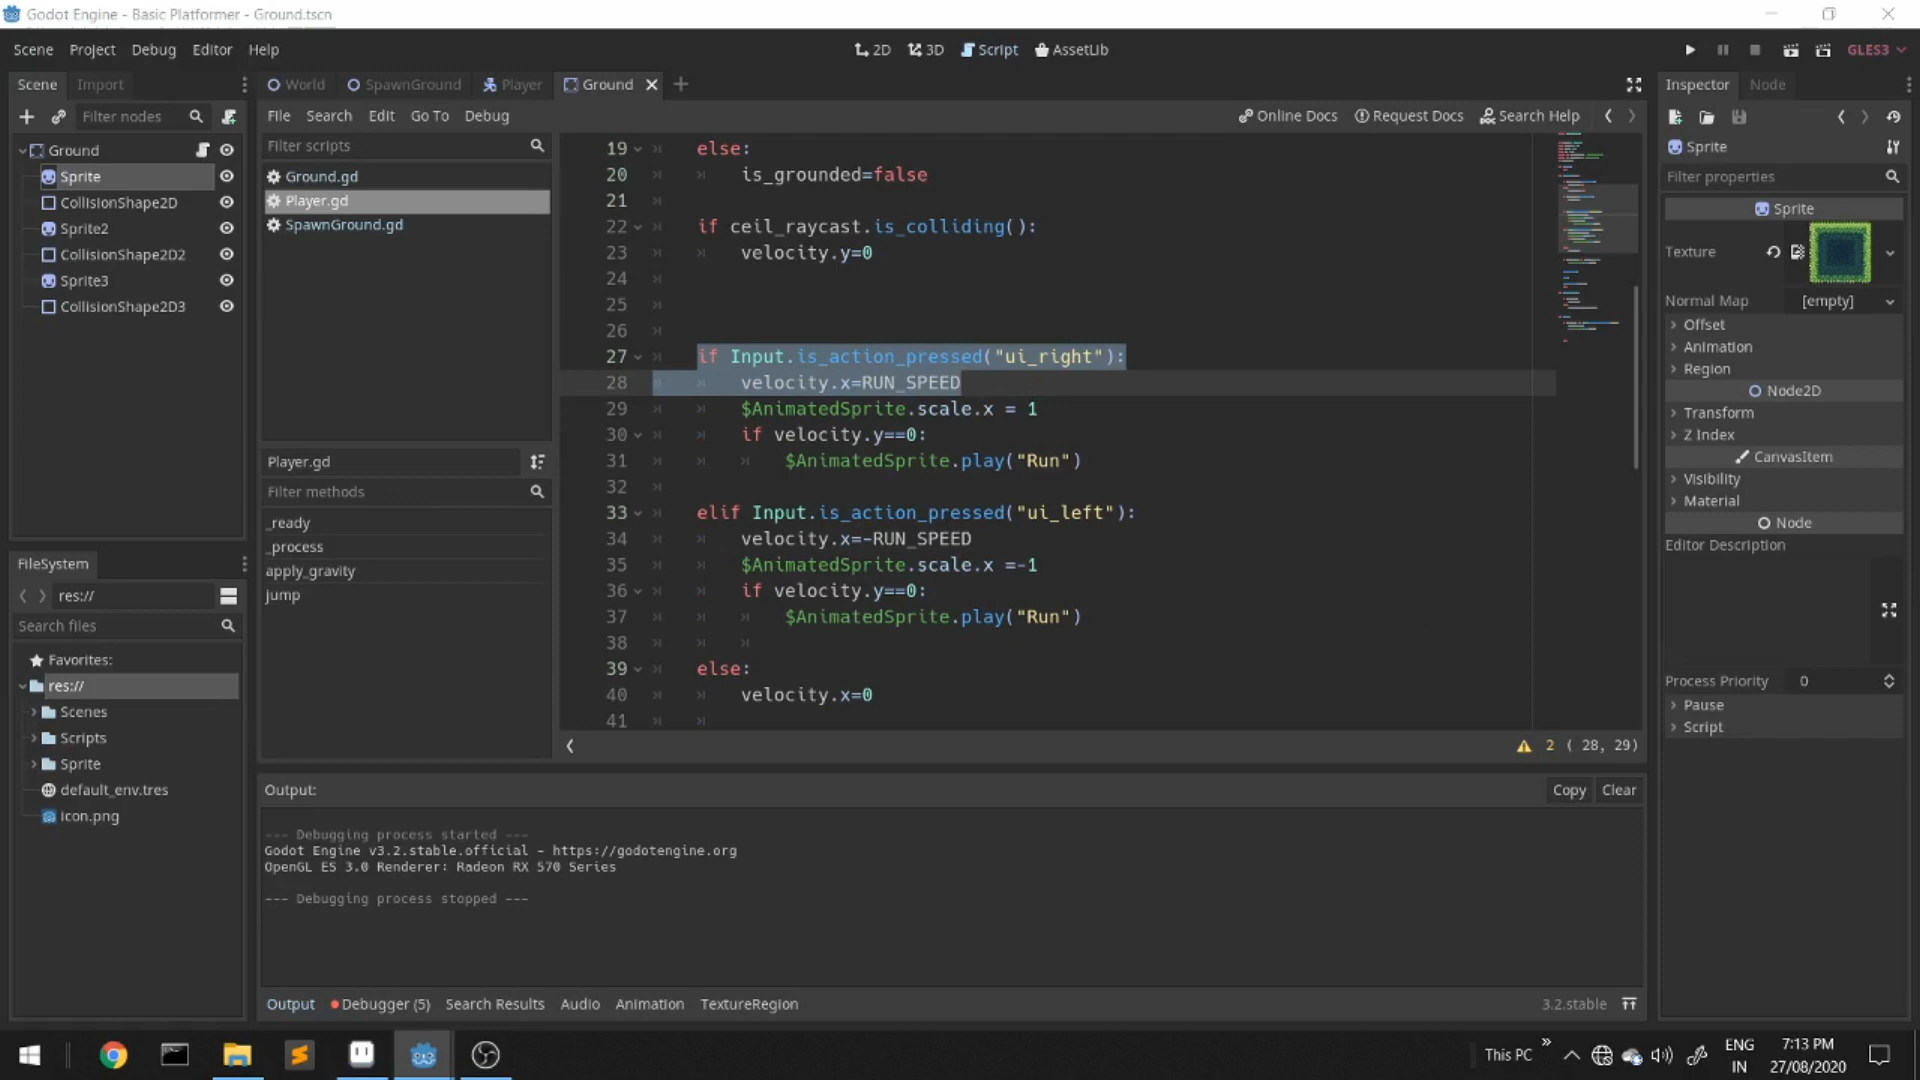 Godot Engine - Basic Platformer - Ground.tscn
Scene Project Debug Editor Help
2D 3D Script AssetLib
GLES3
Scene Import
Filter nodes
Ground
Sprite
CollisionShape2D
Sprite2
CollisionShape2D2
Sprite3
CollisionShape2D3
FileSystem
res://
Search files
Favorites:
res://
Scenes
Scripts
Sprite
default_env.tres
icon.png
World SpawnGround Player Ground
File Search Edit Go To Debug
Online Docs Request Docs Search Help
Filter scripts
Ground.gd
Player.gd
SpawnGround.gd
Player.gd
Filter methods
_ready
_process
apply_gravity
jump
19 else:
20 is_grounded=false
21
22 if ceil_raycast.is_colliding():
23 velocity.y=0
24
25
26
27 if Input.is_action_pressed("ui_right"):
28 velocity.x=RUN_SPEED
29 $AnimatedSprite.scale.x = 1
30 if velocity.y==0:
31 $AnimatedSprite.play("Run")
32
33 elif Input.is_action_pressed("ui_left"):
34 velocity.x=-RUN_SPEED
35 $AnimatedSprite.scale.x =-1
36 if velocity.y==0:
37 $AnimatedSprite.play("Run")
38
39 else:
40 velocity.x=0
41
2 ( 28, 29)
Output:
Copy Clear
--- Debugging process started ---
Godot Engine v3.2.stable.official - https://godotengine.org
OpenGL ES 3.0 Renderer: Radeon RX 570 Series
--- Debugging process stopped ---
Output Debugger (5) Search Results Audio Animation TextureRegion
3.2.stable
Inspector Node
Sprite
Filter properties
Sprite
Texture
Normal Map [empty]
Offset
Animation
Region
Node2D
Transform
Z Index
CanvasItem
Visibility
Material
Node
Editor Description
Process Priority 0
Pause
Script
This PC
ENG
IN
7:13 PM
27/08/2020